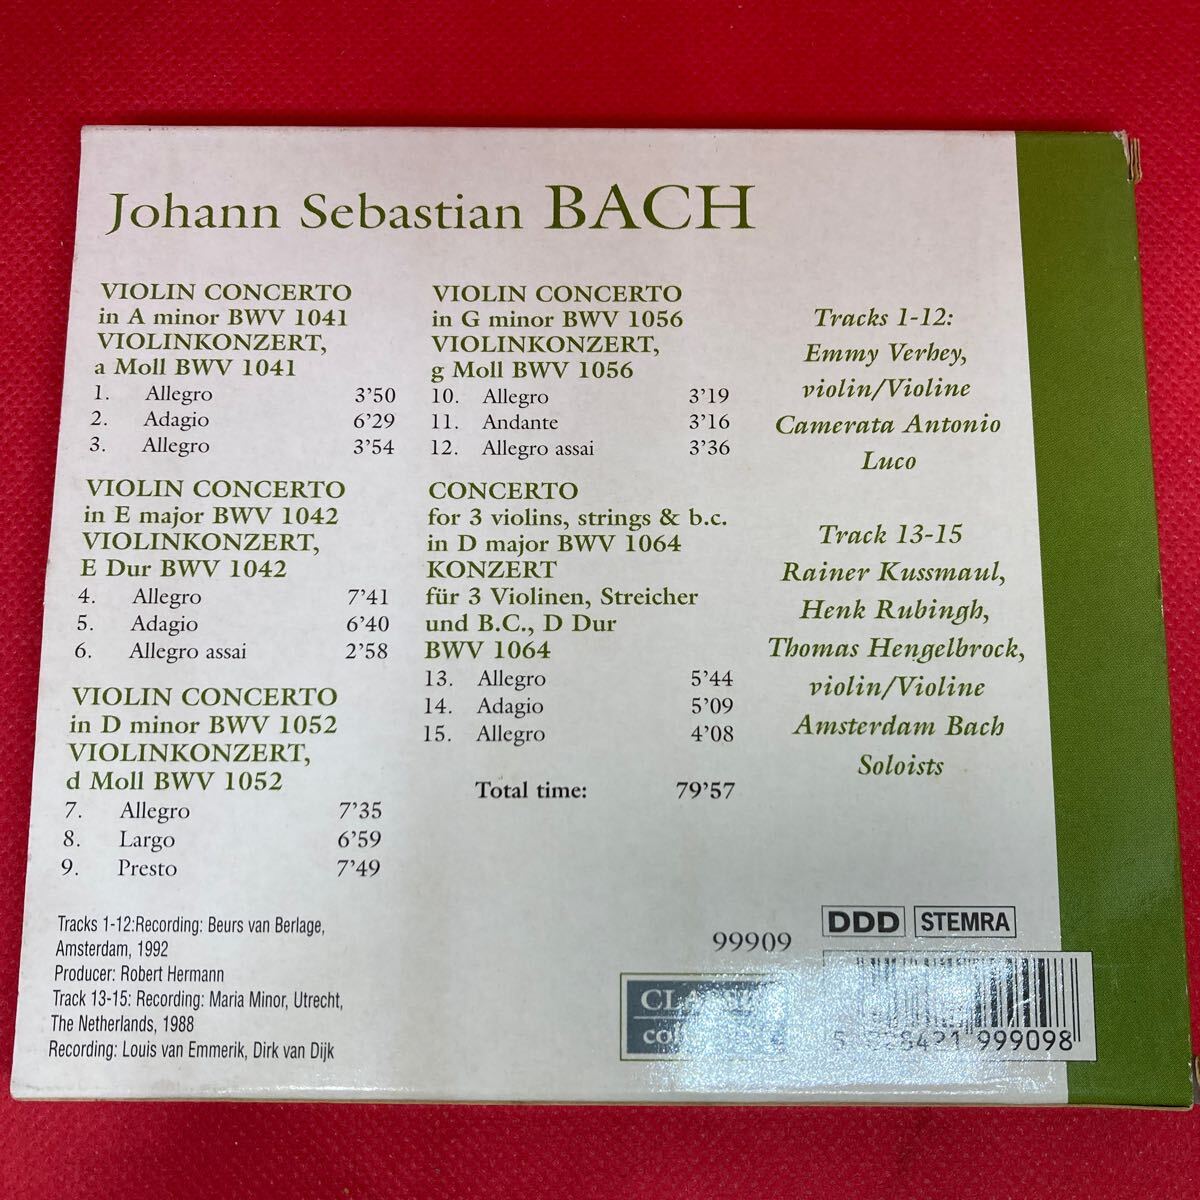 Johann Sebastian BACH
VIOLIN CONCERTO
in A minor BWV 1041
VIOLINKONZERT,
a Moll BWV 1041
1. Allegro 3’50
2. Adagio 6’29
3. Allegro 3’54
VIOLIN CONCERTO
in E major BWV 1042
VIOLINKONZERT,
E Dur BWV 1042
4. Allegro 7’41
5. Adagio 6’40
6. Allegro assai 2’58
VIOLIN CONCERTO
in D minor BWV 1052
VIOLINKONZERT,
d Moll BWV 1052
7. Allegro 7’35
8. Largo 6’59
9. Presto 7’49
VIOLIN CONCERTO
in G minor BWV 1056
VIOLINKONZERT,
g Moll BWV 1056
10. Allegro 3’19
11. Andante 3’16
12. Allegro assai 3’36
CONCERTO
for 3 violins, strings & b.c.
in D major BWV 1064
KONZERT
für 3 Violinen, Streicher
und B.C., D Dur
BWV 1064
13. Allegro 5’44
14. Adagio 5’09
15. Allegro 4’08
Total time: 79’57
Tracks 1-12:
Emmy Verhey,
violin/Violine
Camerata Antonio
Luco
Track 13-15
Rainer Kussmaul,
Henk Rubingh,
Thomas Hengelbrock,
violin/Violine
Amsterdam Bach
Soloists
Tracks 1-12:Recording: Beurs van Berlage,
Amsterdam, 1992
Producer: Robert Hermann
Track 13-15: Recording: Maria Minor, Utrecht,
The Netherlands, 1988
Recording: Louis van Emmerik, Dirk van Dijk
99909
DDD STEMRA
999098